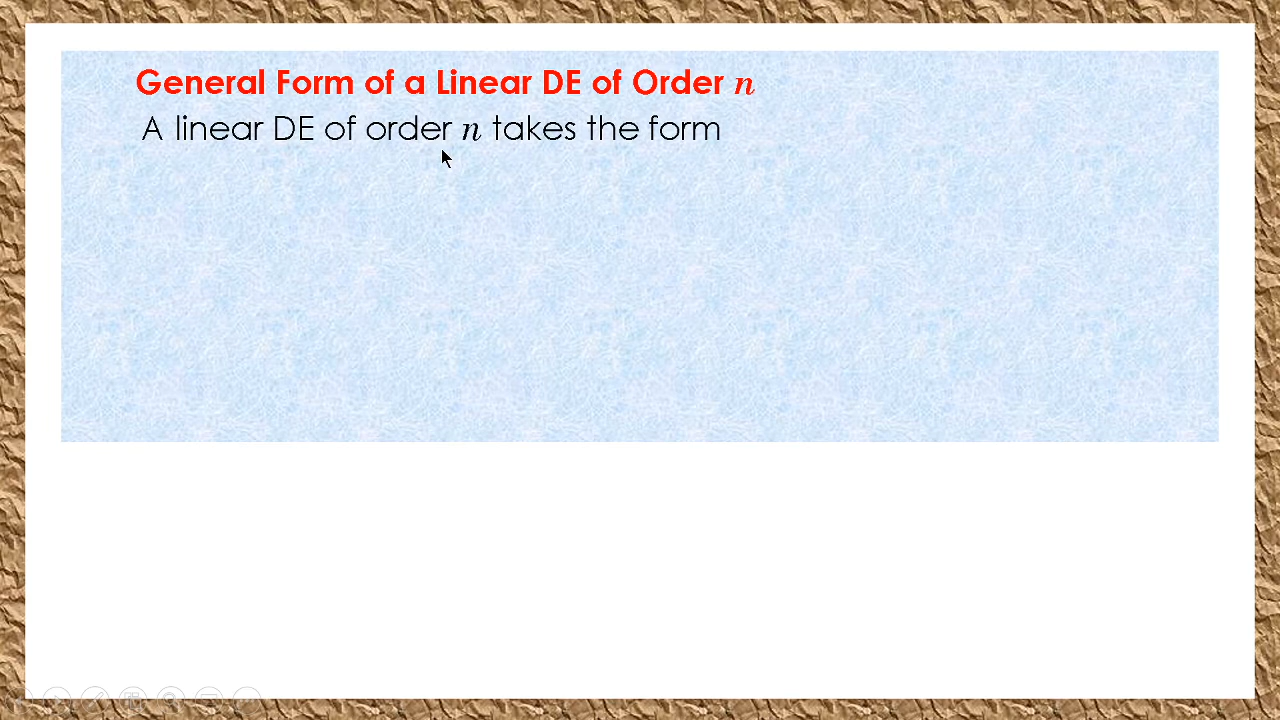 General Form of a Linear DE of Order n
A linear DE of order n takes the form